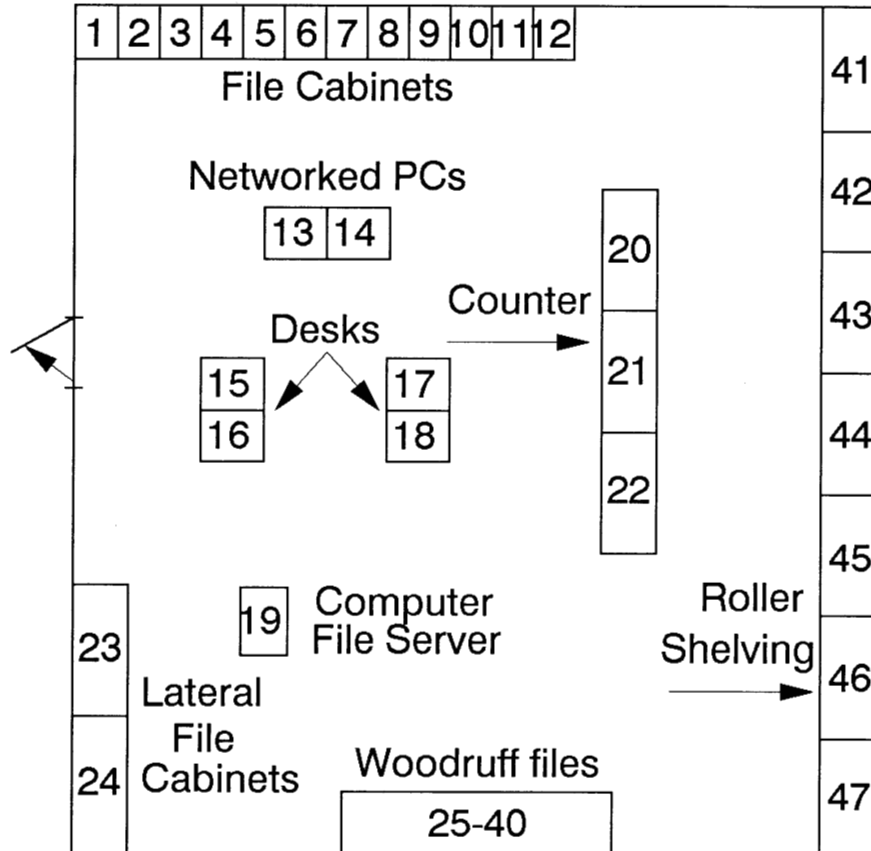 1 2 3 4 5 6 7 8 9 10 11 12
File Cabinets
41
Networked PCs
42
13 14
20
Counter
43
Desks
15
17
21
16
18
44
22
45
19
Computer
File Server
Roller
Shelving
23
46
Lateral
File
Cabinets
24
Woodruff files
47
25-40